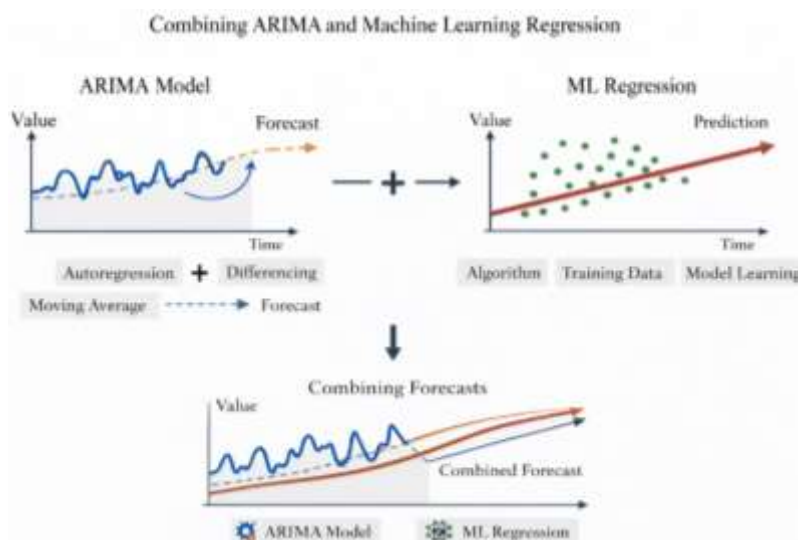 Combining ARIMA and Machine Learning Regression
ARIMA Model
Value
Forecast
Time
Autoregression + Differencing
Moving Average Forecast
+
ML Regression
Value
Prediction
Time
Algorithm Training Data Model Learning
Combining Forecasts
Value
Combined Forecast
ARIMA Model ML Regression